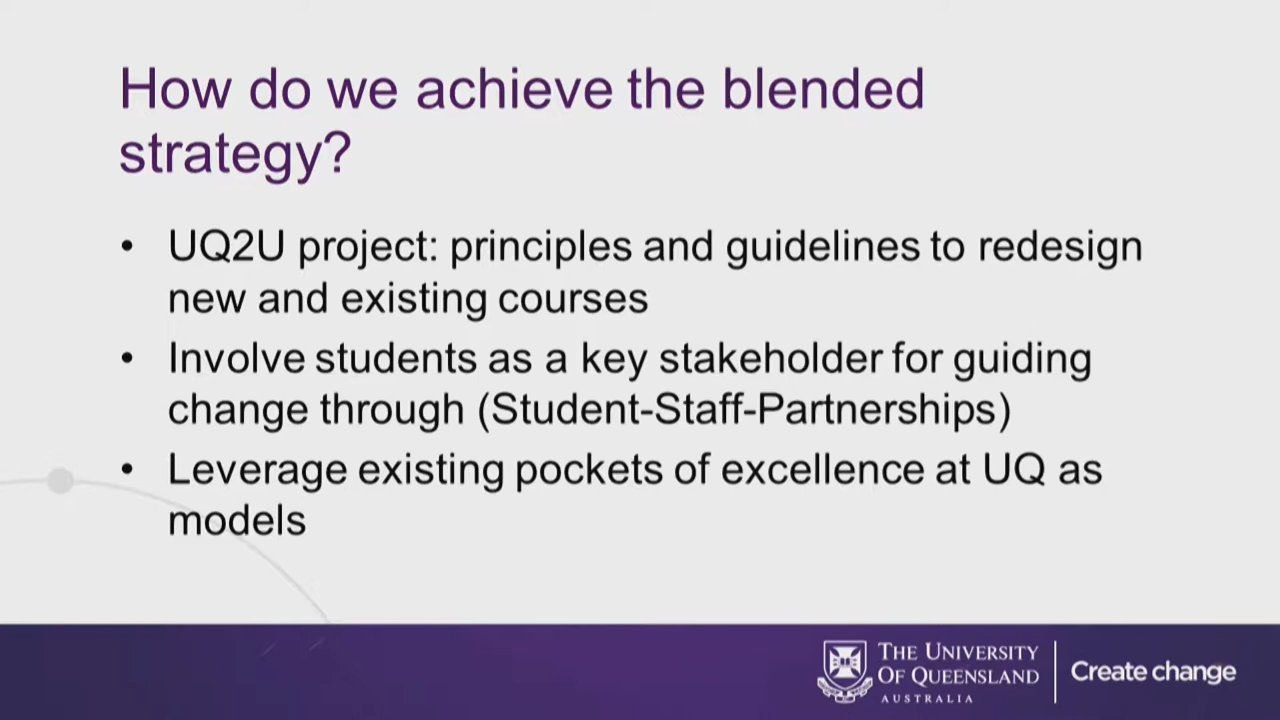 How do we achieve the blended
strategy?
• UQ2U project: principles and guidelines to redesign
new and existing courses
• Involve students as a key stakeholder for guiding
change through (Student-Staff-Partnerships)
• Leverage existing pockets of excellence at UQ as
models
THE UNIVERSITY
OF QUEENSLAND
AUSTRALIA
Create change